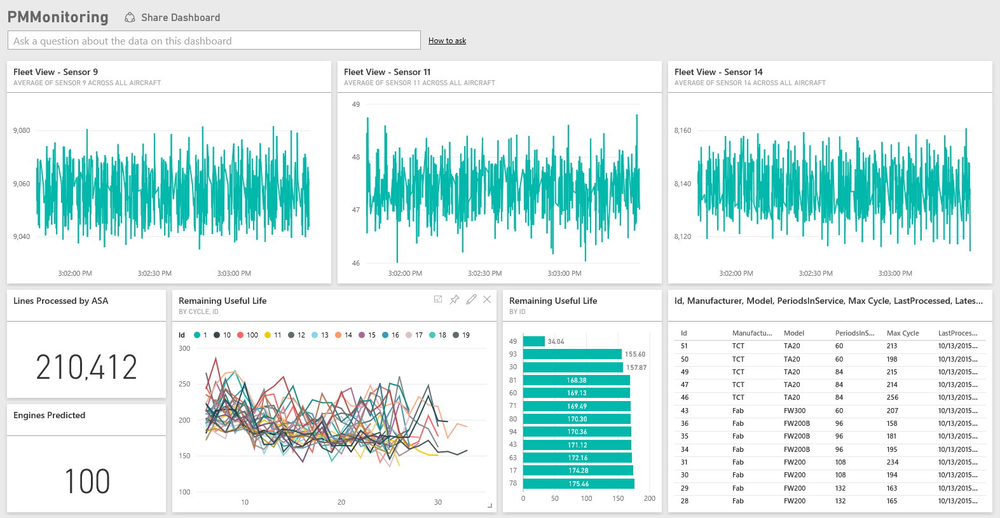 PMMonitoring
Share Dashboard
Ask a question about the data on this dashboard
How to ask
Fleet View - Sensor 9
AVERAGE OF SENSOR 9 ACROSS ALL AIRCRAFT
9,080
9,060
9,040
3:02:00 PM 3:02:30 PM 3:03:00 PM
Fleet View - Sensor 11
AVERAGE OF SENSOR 11 ACROSS ALL AIRCRAFT
49
48
47
46
3:02:00 PM 3:02:30 PM 3:03:00 PM
Fleet View - Sensor 14
AVERAGE OF SENSOR 14 ACROSS ALL AIRCRAFT
8,160
8,140
8,120
3:02:00 PM 3:02:30 PM 3:03:00 PM
Lines Processed by ASA
210,412
Engines Predicted
100
Remaining Useful Life
BY CYCLE, ID
Id 1 10 100 11 12 13 14 15 16 17 18 19
300
250
200
150
100
10 20 30
Remaining Useful Life
BY ID
49 34.04
93 155.60
30 157.87
81 168.38
60 169.13
71 169.49
80 170.30
94 170.36
43 171.12
63 172.16
17 174.28
78 175.46
0 50 100 150 200
Id, Manufacturer, Model, PeriodsInService, Max Cycle, LastProcessed, Lates...
Id Manufactu... Model PeriodsInS... Max Cycle LastProces...
51 TCT TA20 60 213 10/13/2015...
50 TCT TA20 60 198 10/13/2015...
49 TCT TA20 84 215 10/13/2015...
47 TCT TA20 84 214 10/13/2015...
46 TCT TA20 84 256 10/13/2015...
43 Fab FW300 60 207 10/13/2015...
36 Fab FW200B 96 158 10/13/2015...
35 Fab FW200B 96 181 10/13/2015...
34 Fab FW200B 96 195 10/13/2015...
31 Fab FW200 108 234 10/13/2015...
30 Fab FW200 108 194 10/13/2015...
29 Fab FW200 132 163 10/13/2015...
28 Fab FW200 132 165 10/13/2015...